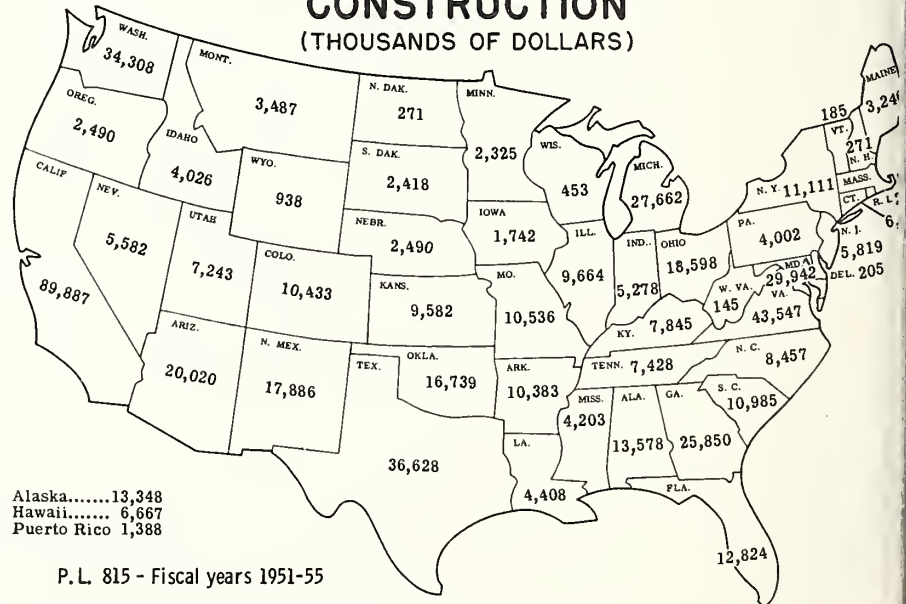 CONSTRUCTION
(THOUSANDS OF DOLLARS)
WASH.
34,308
OREG.
2,490
CALIF
89,887
NEV.
5,582
IDAHO
4,026
MONT.
3,487
WYO.
938
UTAH
7,243
ARIZ.
20,020
COLO.
10,433
N. MEX.
17,886
N. DAK.
271
S. DAK.
2,418
NEBR.
2,490
KANS.
9,582
OKLA.
16,739
TEX.
36,628
MINN.
2,325
IOWA
1,742
MO.
10,536
ARK.
10,383
LA.
4,408
WIS.
453
ILL.
9,664
MICH.
27,662
IND..
5,278
OHIO
18,598
KY. 7,845
TENN. 7,428
MISS.
4,203
ALA.
13,578
GA.
25,850
FLA.
12,824
S. C.
10,985
N. C.
8,457
VA.
43,547
W. VA.
145
MD
29,942
DEL. 205
PA.
4,002
N. J.
5,819
N. Y. 11,111
185
VT.
271
N. H.
MAINE
3,24
MASS.
CT.
R. I.
6,
Alaska.......13,348
Hawaii....... 6,667
Puerto Rico 1,388
P. L. 815 - Fiscal years 1951-55